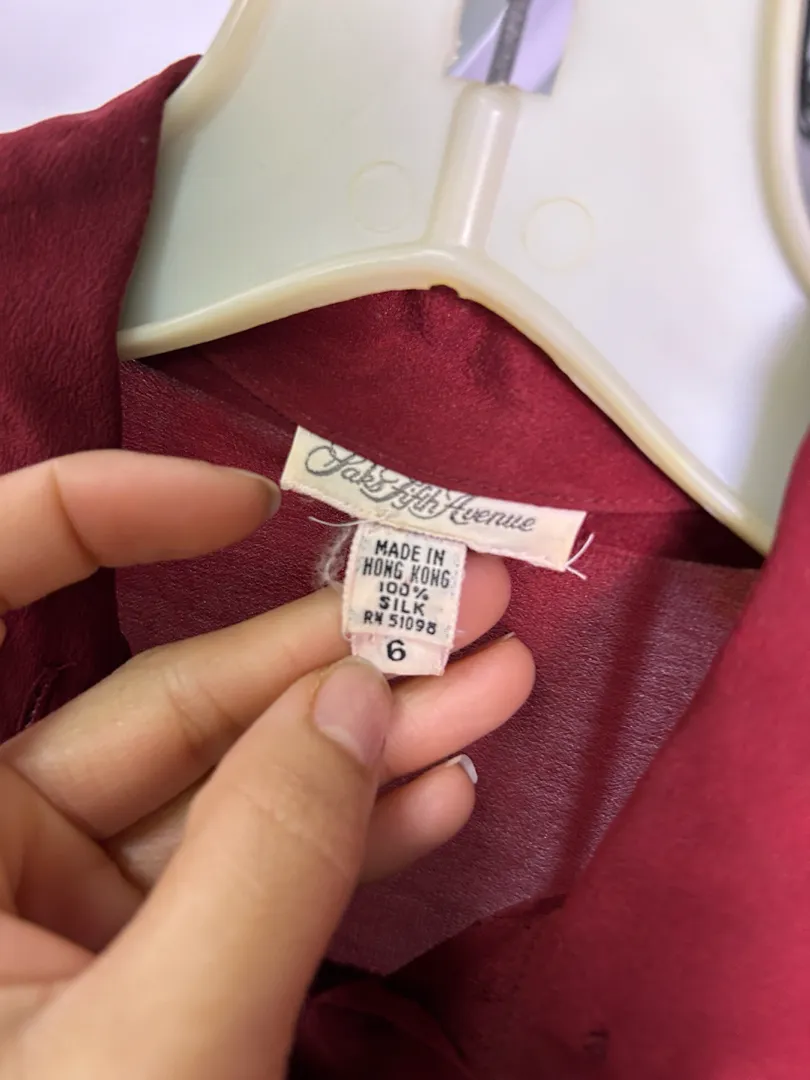 Saks Fifth Avenue
MADE IN
HONG KONG
100%
SILK
RN 51098
6